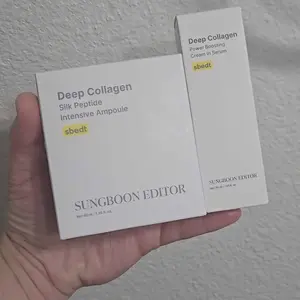 Deep Collagen
Silk Peptide
Intensive Ampoule
sbedt
SUNGBOON EDITOR
Deep Collagen
Power Boosting
Cream in Serum
sbedt
SUNGBOON EDITOR